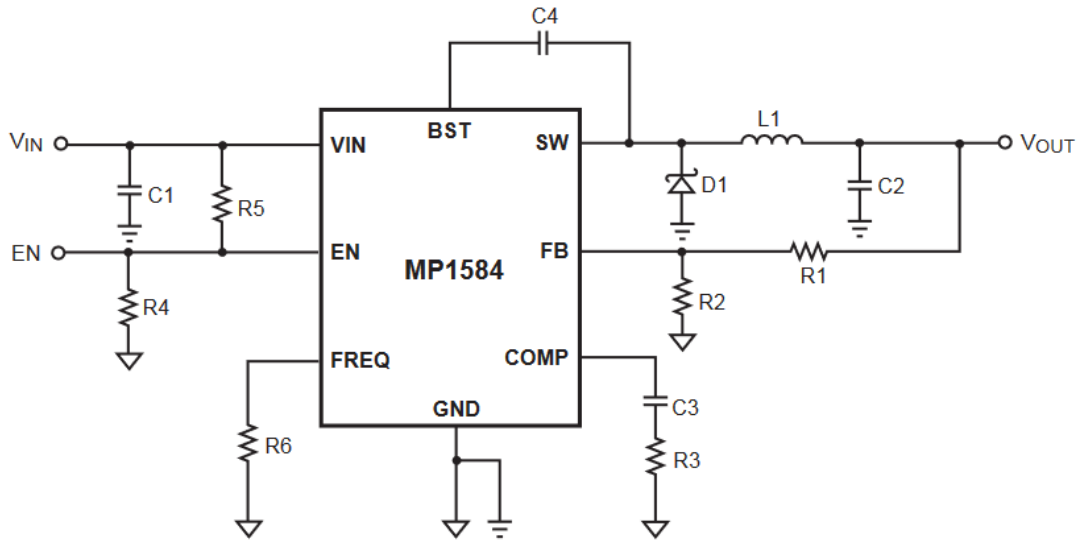 C4
L1
VIN
VIN
BST
SW
VOUT
C1
R5
D1
C2
EN
EN
MP1584
FB
R1
R4
R2
FREQ
COMP
GND
C3
R6
R3